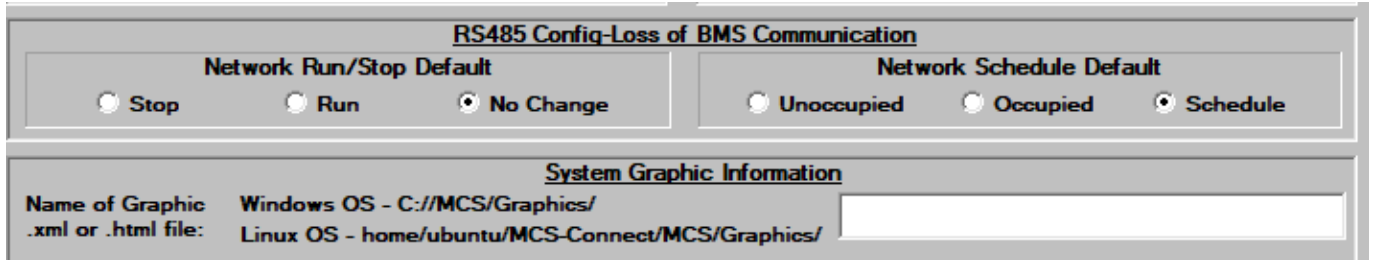 RS485 Config-Loss of BMS Communication
Network Run/Stop Default
Network Schedule Default
Stop Run No Change
Unoccupied Occupied Schedule
System Graphic Information
Name of Graphic Windows OS - C://MCS/Graphics/
.xml or .html file: Linux OS - home/ubuntu/MCS-Connect/MCS/Graphics/